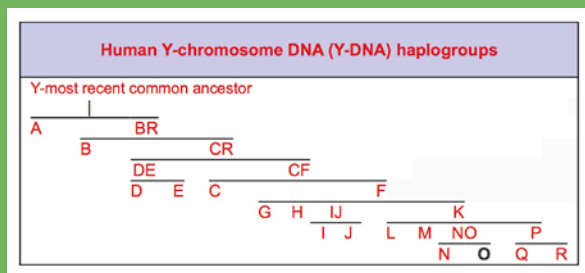 Human Y-chromosome DNA (Y-DNA) haplogroups
Y-most recent common ancestor
A BR
B CR
DE CF
D E C F
G H IJ K
I J L M NO P
N O Q R